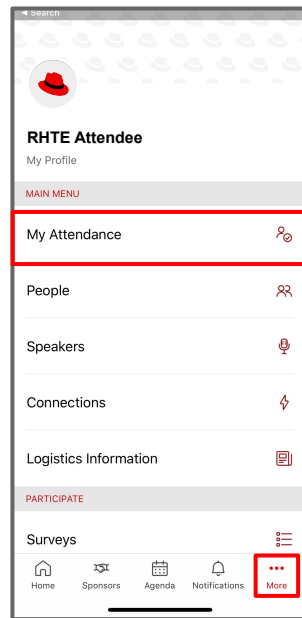 ◄ Search
RHTE Attendee
My Profile
MAIN MENU
My Attendance
People
Speakers
Connections
Logistics Information
PARTICIPATE
Surveys
Home Sponsors Agenda Notifications More